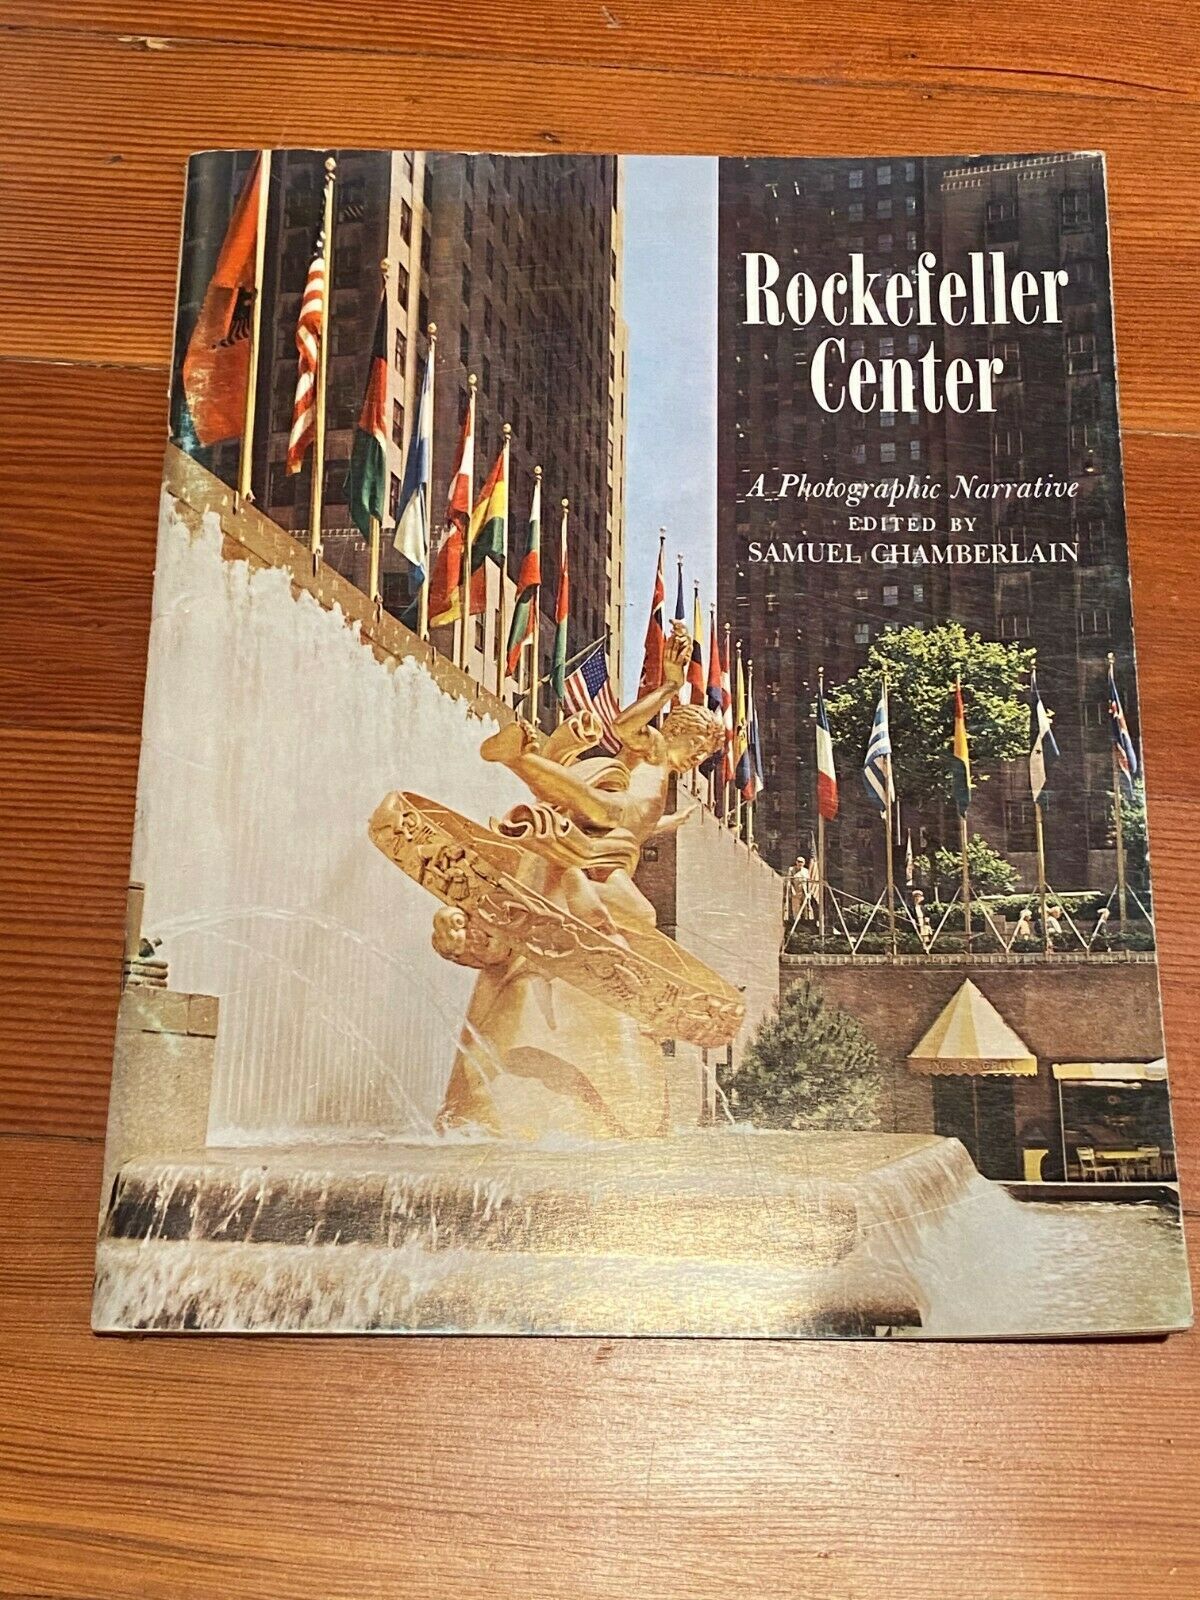 Rockefeller
Center
A Photographic Narrative
EDITED BY
SAMUEL CHAMBERLAIN